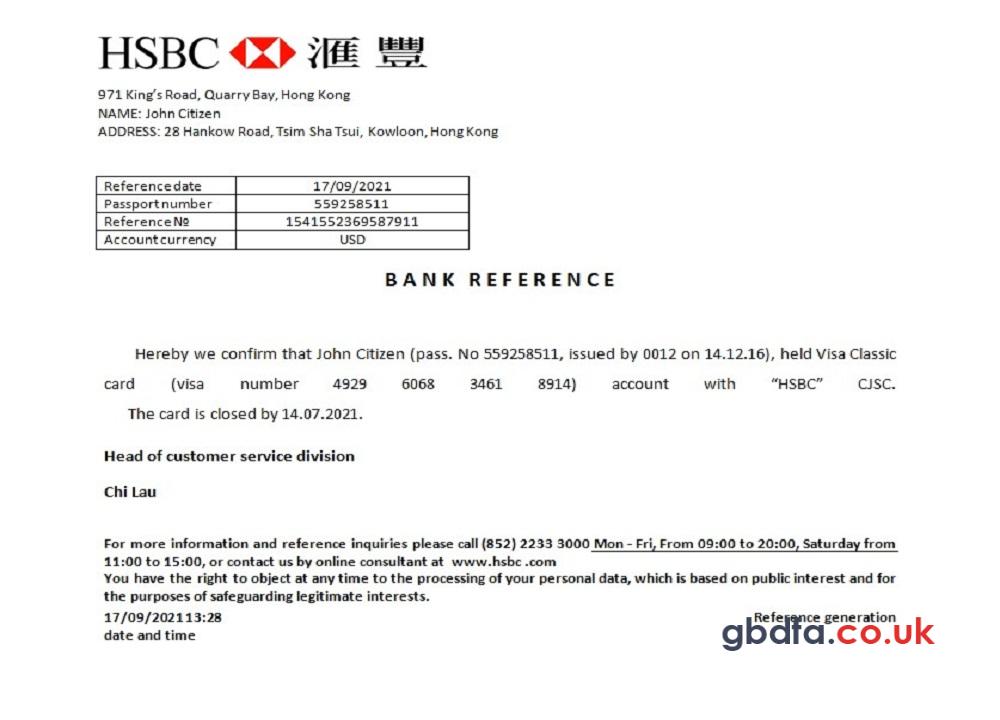 HSBC 滙豐
971 King's Road, Quarry Bay, Hong Kong
NAME: John Citizen
ADDRESS: 28 Hankow Road, Tsim Sha Tsui, Kowloon, Hong Kong
Reference date 17/09/2021
Passport number 559258511
Reference № 1541552369587911
Account currency USD
BANK REFERENCE
Hereby we confirm that John Citizen (pass. No 559258511, issued by 0012 on 14.12.16), held Visa Classic
card (visa number 4929 6068 3461 8914) account with “HSBC” CJSC.
The card is closed by 14.07.2021.
Head of customer service division
Chi Lau
For more information and reference inquiries please call (852) 2233 3000 Mon - Fri, From 09:00 to 20:00, Saturday from
11:00 to 15:00, or contact us by online consultant at www.hsbc .com
You have the right to object at any time to the processing of your personal data, which is based on public interest and for
the purposes of safeguarding legitimate interests.
17/09/202113:28 Reference generation
date and time
gbdfa.co.uk